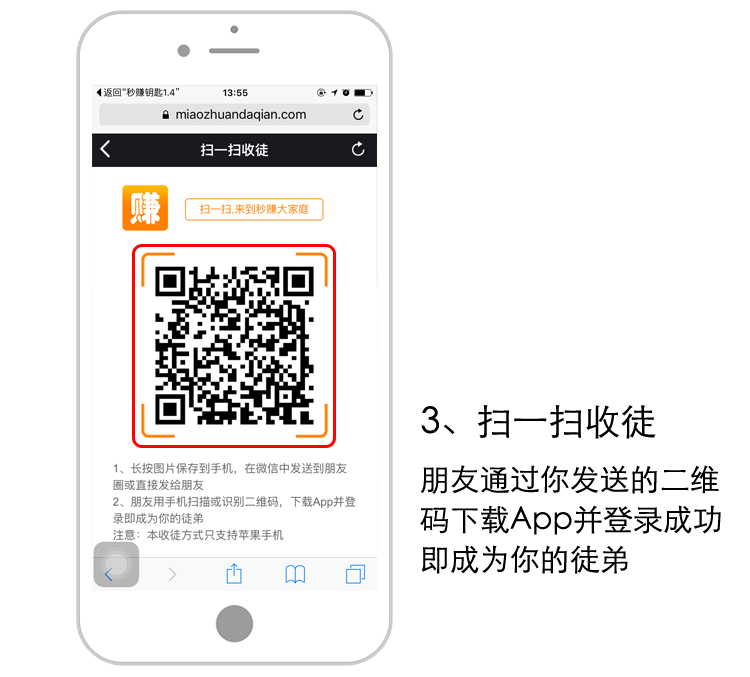 返回“秒赚钥匙1.4”
13:55
miaozhuandaqian.com
扫一扫收徒
赚
扫一扫,来到秒赚大家庭
1、长按图片保存到手机，在微信中发送到朋友
圈或直接发给朋友
2、朋友用手机扫描或识别二维码，下载App并登
录即成为你的徒弟
注意：本收徒方式只支持苹果手机
3、扫一扫收徒
朋友通过你发送的二维
码下载App并登录成功
即成为你的徒弟